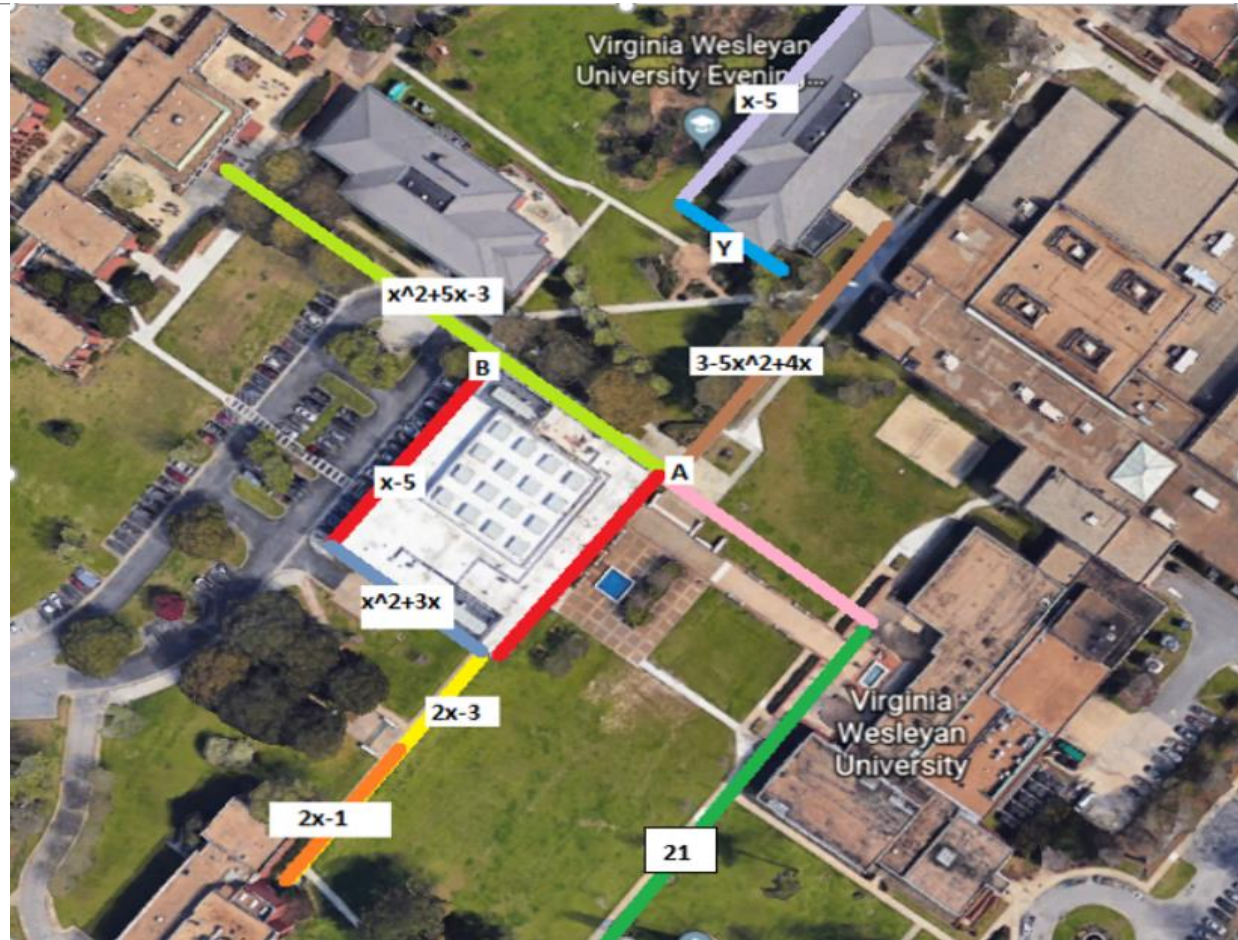 Virginia Wesleyan
University Evening...
x-5
Y
x^2+5x-3
B
3-5x^2+4x
A
x-5
x^2+3x
2x-3
Virginia
Wesleyan
University
2x-1
21